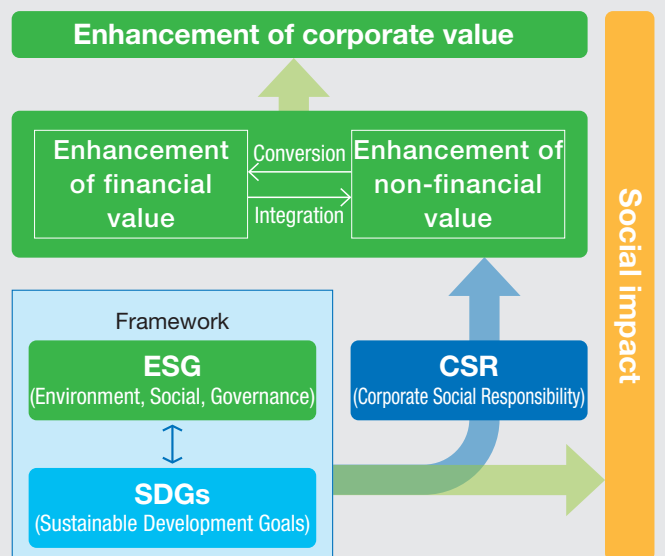 Enhancement of corporate value
Enhancement
of financial
value
Conversion
Integration
Enhancement of
non-financial
value
Social impact
Framework
ESG
(Environment, Social, Governance)
CSR
(Corporate Social Responsibility)
SDGs
(Sustainable Development Goals)